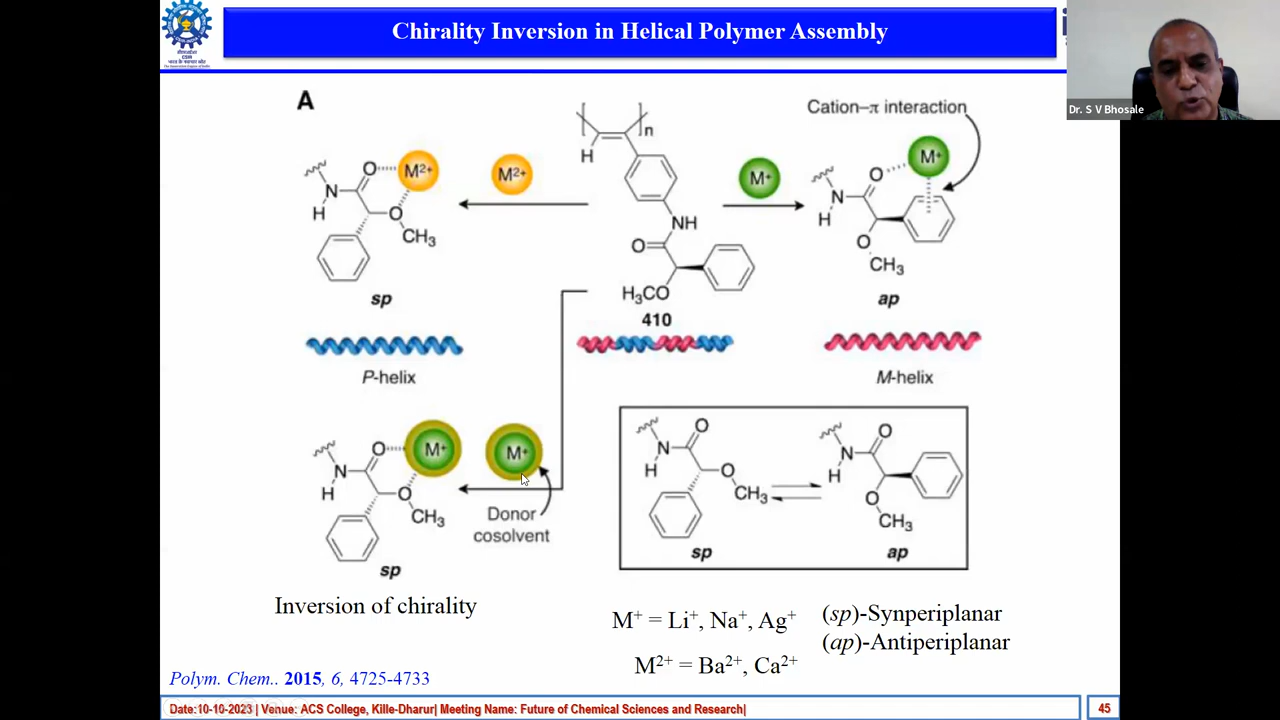 Chirality Inversion in Helical Polymer Assembly
CSIR
Dr. S V Bhosale
A
Cation–π interaction
n
H
O
M²⁺
M²⁺
M⁺
M⁺
O
N
H
O
CH₃
NH
O
H₃CO
N
H
O
O
CH₃
sp
410
ap
P-helix
M-helix
O
M⁺
M⁺
N
H
O
CH₃
Donor
cosolvent
sp
O
N
H
O
CH₃
sp
O
N
H
O
CH₃
ap
Inversion of chirality
M⁺ = Li⁺, Na⁺, Ag⁺
(sp)-Synperiplanar
(ap)-Antiperiplanar
M²⁺ = Ba²⁺, Ca²⁺
Polym. Chem.. 2015, 6, 4725-4733
Date:10-10-2023| Venue: ACS College, Kille-Dharur| Meeting Name: Future of Chemical Sciences and Research|
45